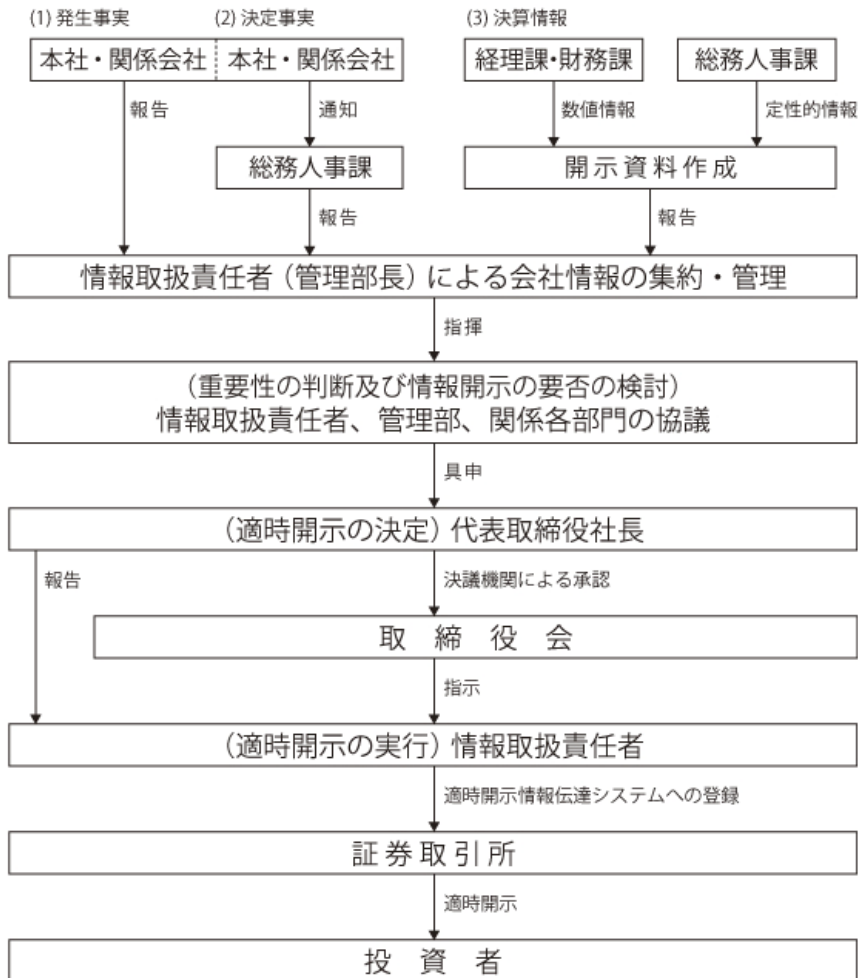 (1) 発生事実 (2) 決定事実 (3) 決算情報
本社・関係会社 本社・関係会社 経理課・財務課 総務人事課
報告 通知 数値情報 定性的情報
総務人事課 開示資料作成
報告 報告
情報取扱責任者（管理部長）による会社情報の集約・管理
指揮
（重要性の判断及び情報開示の要否の検討）
情報取扱責任者、管理部、関係各部門の協議
具申
（適時開示の決定）代表取締役社長
報告 決議機関による承認
取締役会
指示
（適時開示の実行）情報取扱責任者
適時開示情報伝達システムへの登録
証券取引所
適時開示
投資者